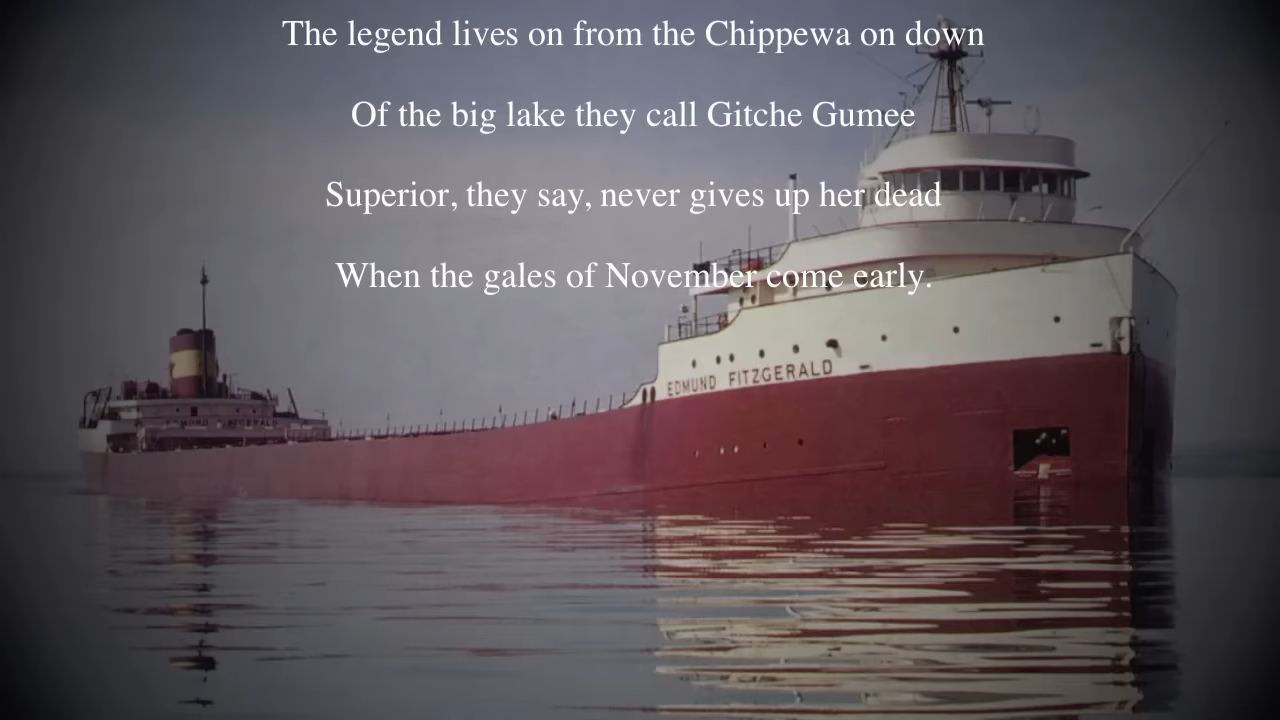 The legend lives on from the Chippewa on down
Of the big lake they call Gitche Gumee
Superior, they say, never gives up her dead
When the gales of November come early.
EDMUND FITZGERALD